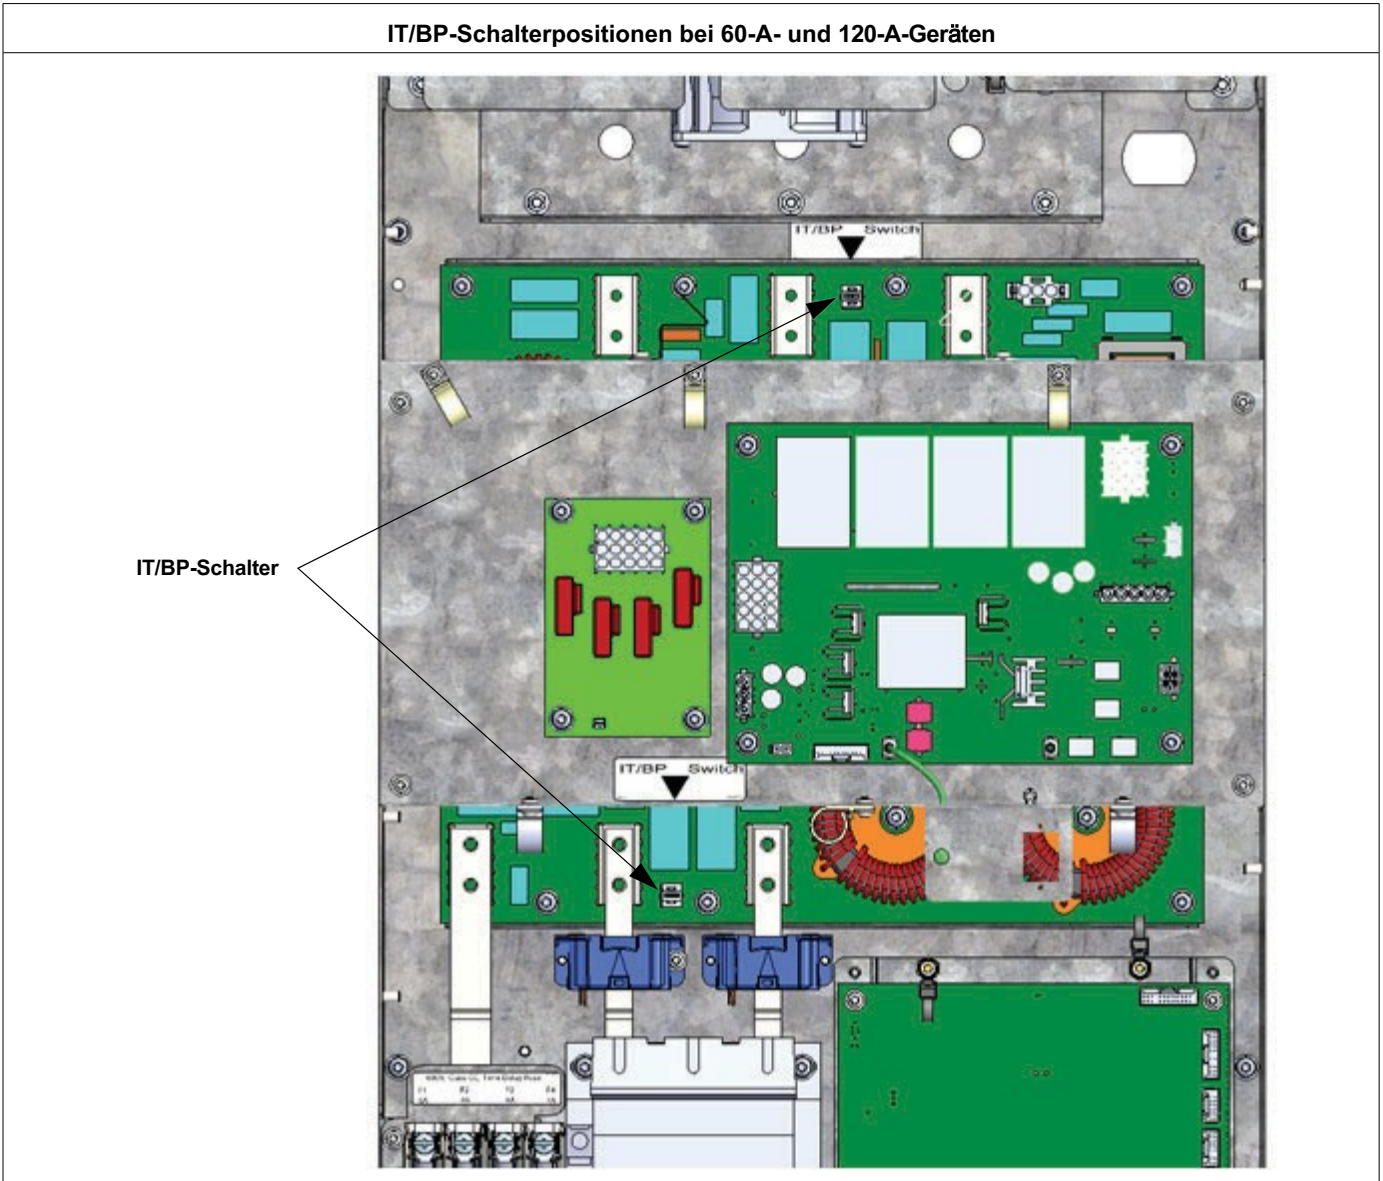 IT/BP-Schalterpositionen bei 60-A- und 120-A-Geräten
IT/BP Switch
IT/BP-Schalter
IT/BP Switch